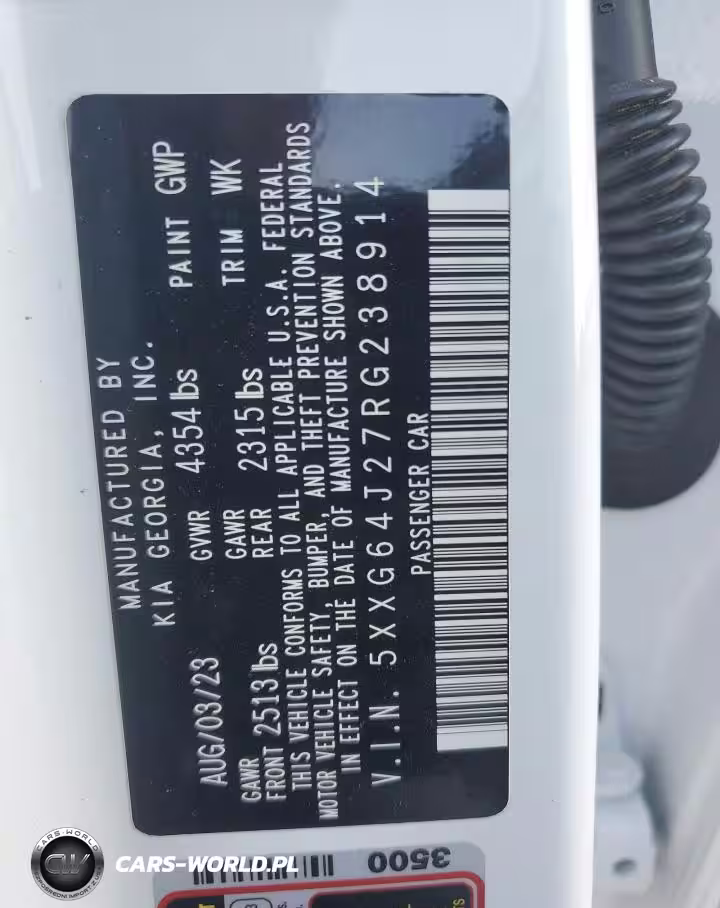 MANUFACTURED BY
KIA GEORGIA, INC.
AUG/03/23 GVWR 4354 lbs PAINT GWP
GAWR GAWR
FRONT 2513 lbs REAR 2315 lbs TRIM WK
THIS VEHICLE CONFORMS TO ALL APPLICABLE U.S.A. FEDERAL
MOTOR VEHICLE SAFETY, BUMPER, AND THEFT PREVENTION STANDARDS
IN EFFECT ON THE DATE OF MANUFACTURE SHOWN ABOVE.
V.I.N. 5XXG64J27RG238914
PASSENGER CAR
3500
CARS-WORLD
CARS-WORLD.PL